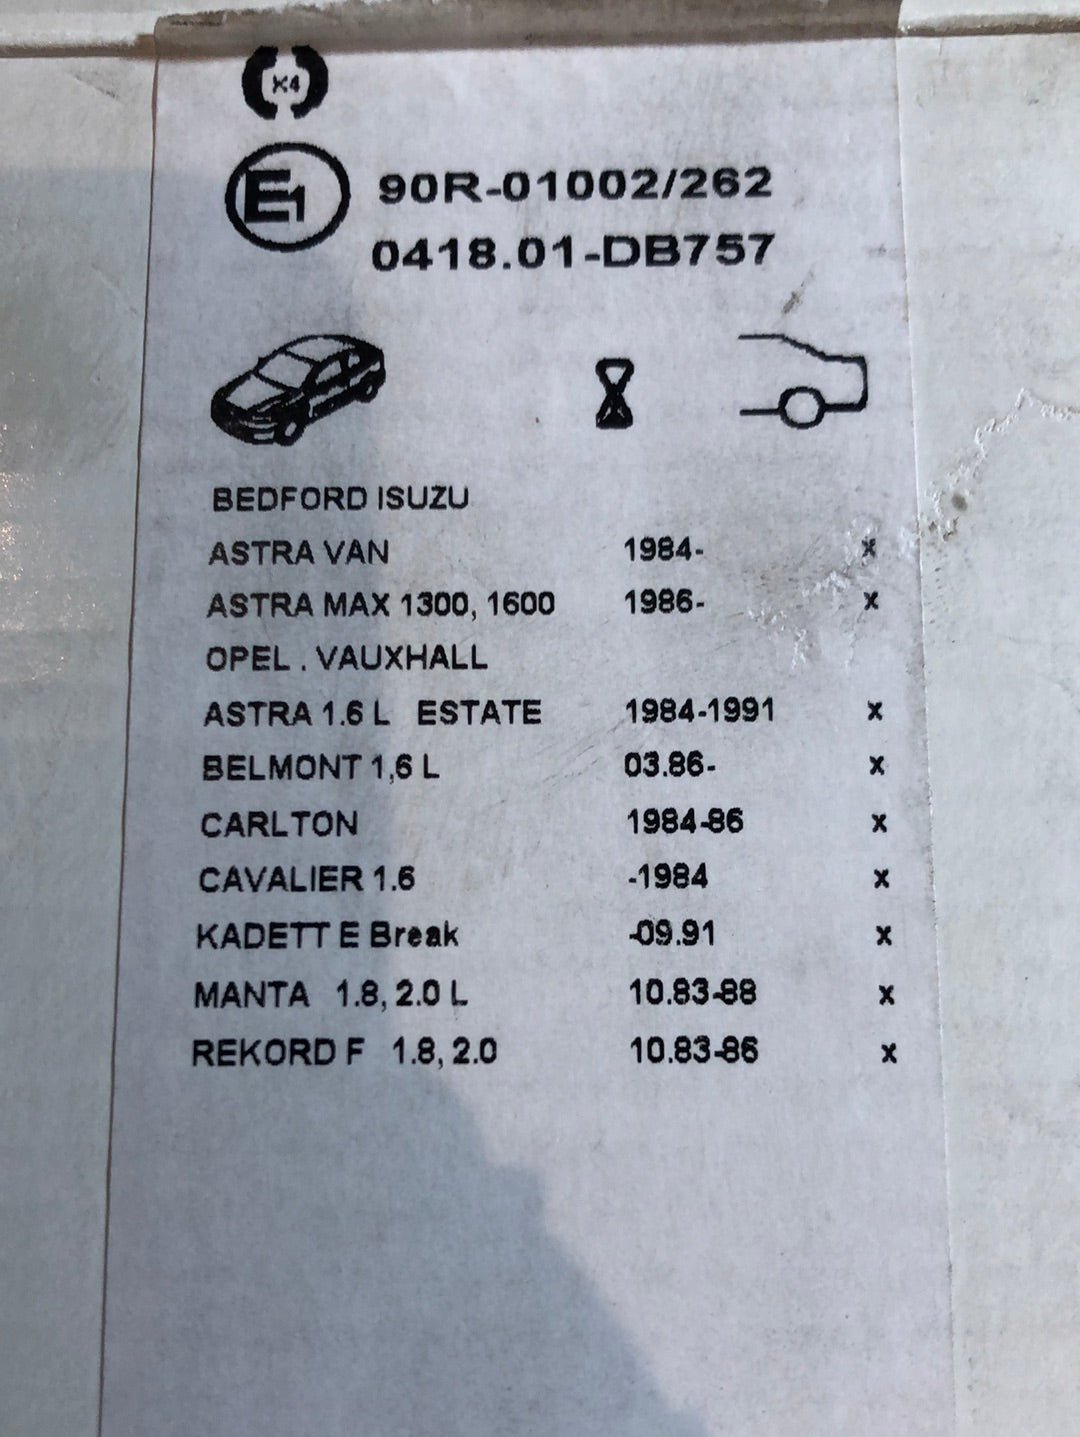 X4
E1 90R-01002/262
0418.01-DB757
BEDFORD ISUZU
ASTRA VAN 1984- x
ASTRA MAX 1300, 1600 1986- x
OPEL . VAUXHALL
ASTRA 1.6 L ESTATE 1984-1991 x
BELMONT 1,6 L 03.86- x
CARLTON 1984-86 x
CAVALIER 1.6 -1984 x
KADETT E Break -09.91 x
MANTA 1.8, 2.0 L 10.83-88 x
REKORD F 1.8, 2.0 10.83-86 x